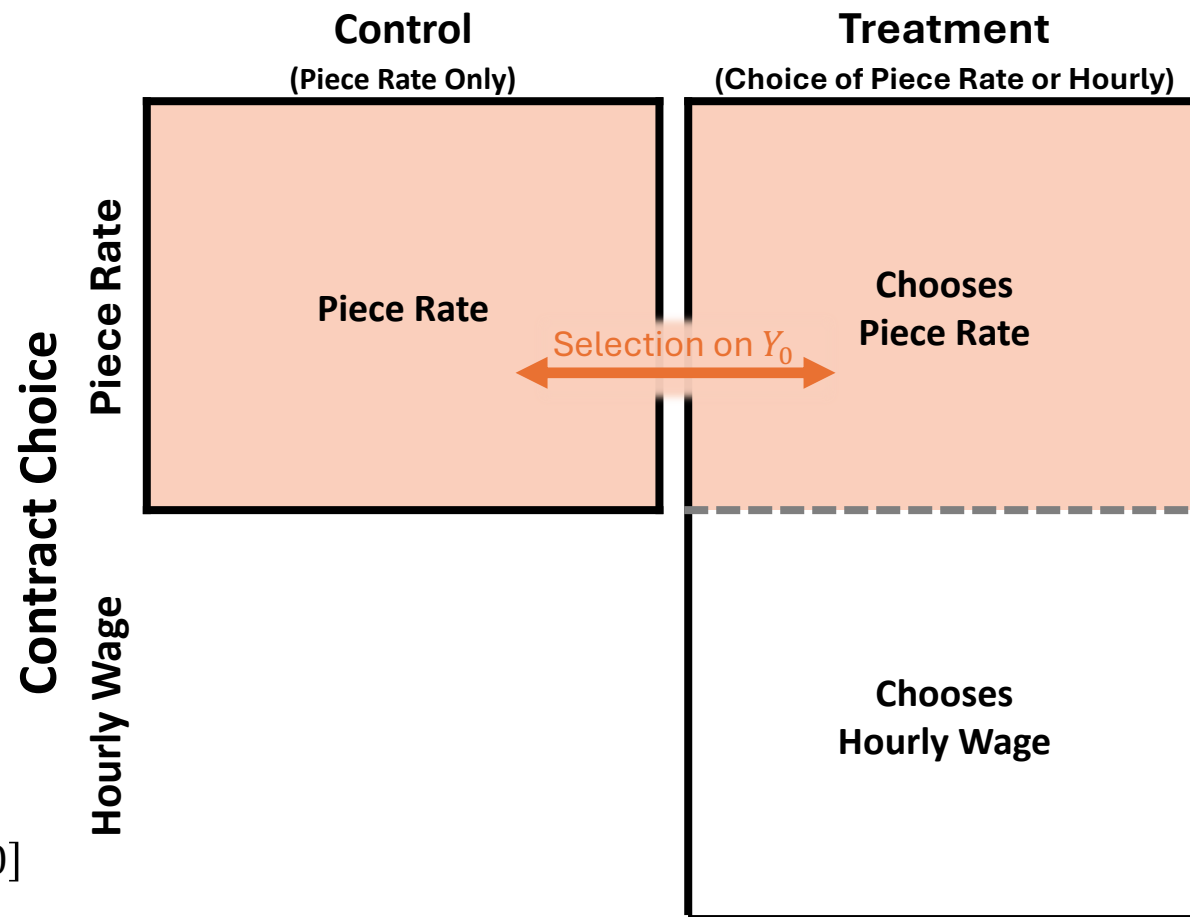 Control
(Piece Rate Only)
Treatment
(Choice of Piece Rate or Hourly)
Contract Choice
Piece Rate
Hourly Wage
Piece Rate
Selection on Y₀
Chooses
Piece Rate
Chooses
Hourly Wage
]